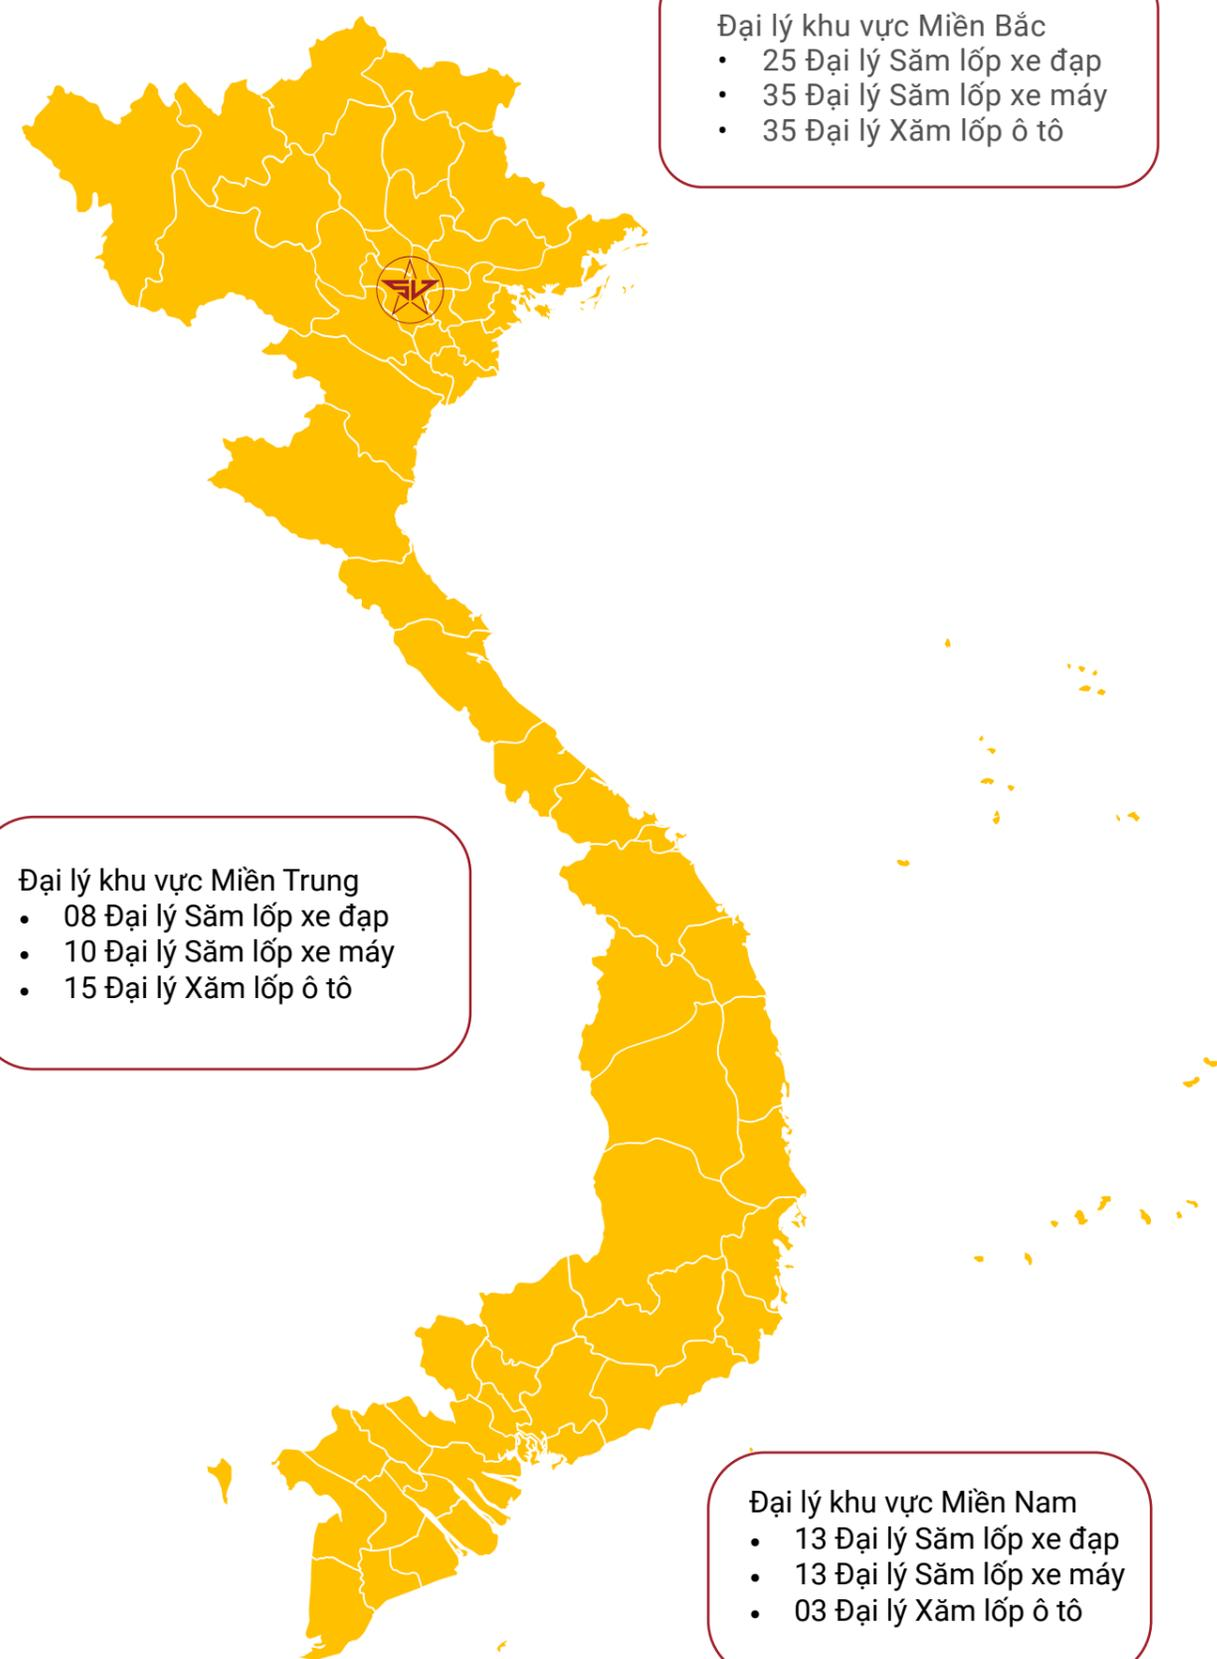 Đại lý khu vực Miền Bắc
• 25 Đại lý Săm lốp xe đạp
• 35 Đại lý Săm lốp xe máy
• 35 Đại lý Xăm lốp ô tô
SV
Đại lý khu vực Miền Trung
• 08 Đại lý Săm lốp xe đạp
• 10 Đại lý Săm lốp xe máy
• 15 Đại lý Xăm lốp ô tô
Đại lý khu vực Miền Nam
• 13 Đại lý Săm lốp xe đạp
• 13 Đại lý Săm lốp xe máy
• 03 Đại lý Xăm lốp ô tô